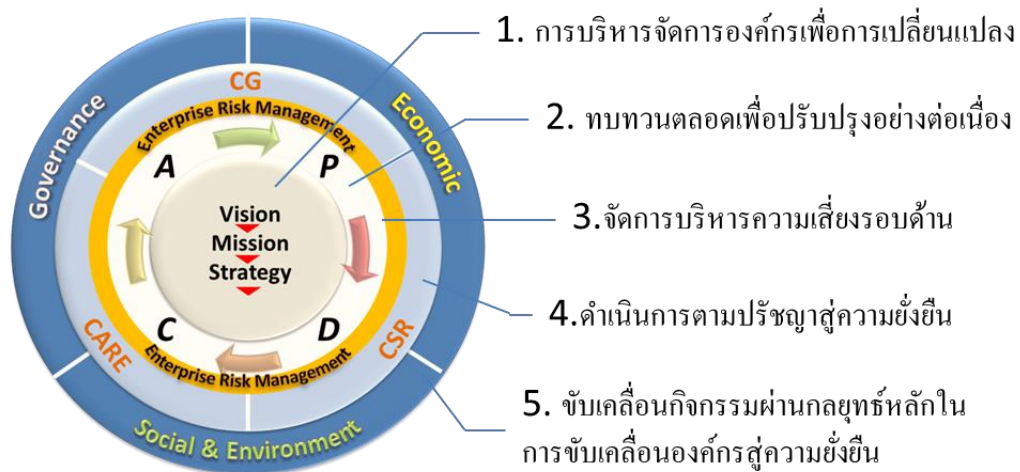 Governance
Economic
Social & Environment
CG
CSR
CARE
Enterprise Risk Management
Enterprise Risk Management
A
P
C
D
Vision
Mission
Strategy
1. การบริหารจัดการองค์กรเพื่อการเปลี่ยนแปลง
2. ทบทวนตลอดเพื่อปรับปรุงอย่างต่อเนื่อง
3.จัดการบริหารความเสี่ยงรอบด้าน
4.ดำเนินการตามปรัชญาสู่ความยั่งยืน
5. ขับเคลื่อนกิจกรรมผ่านกลยุทธ์หลักใน
การขับเคลื่อนองค์กรสู่ความยั่งยืน